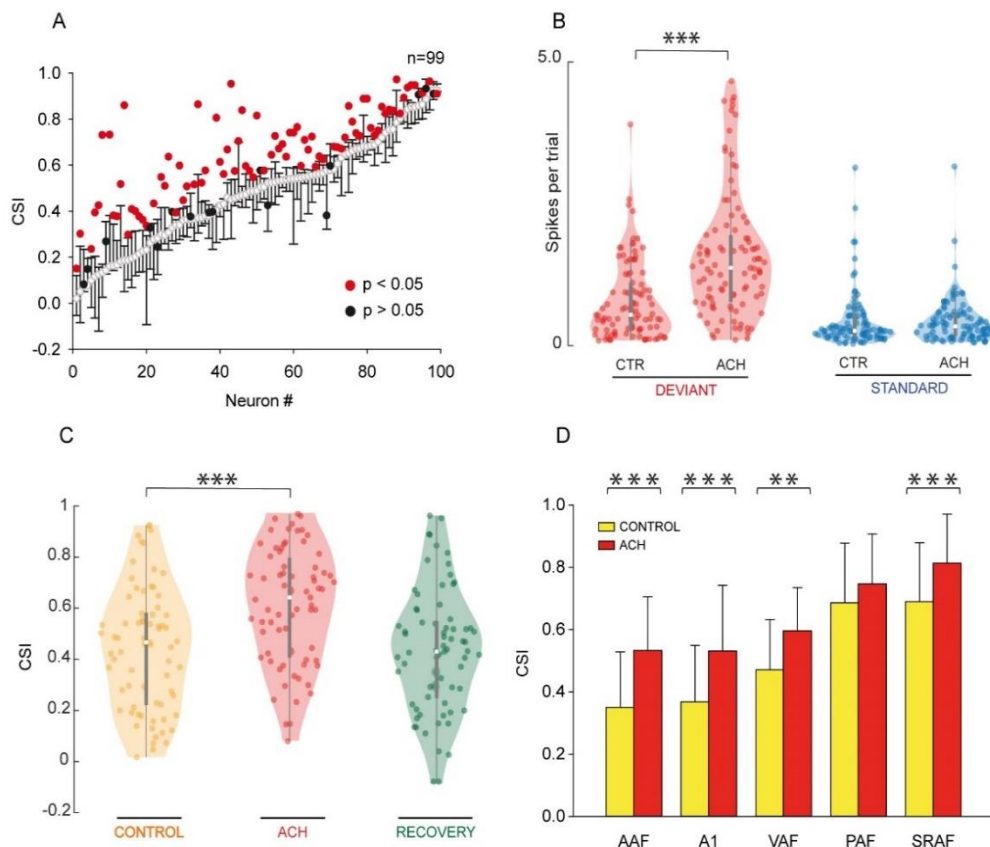 A
n=99
CSI
1.0
0.8
0.6
0.4
0.2
0.0
-0.2
p < 0.05
p > 0.05
0
20
40
60
80
100
Neuron #
B
***
Spikes per trial
5.0
0
CTR
ACH
CTR
ACH
DEVIANT
STANDARD
C
***
CSI
1
0.8
0.6
0.4
0.2
0
-0.2
CONTROL
ACH
RECOVERY
D
***
***
**
***
CONTROL
ACH
CSI
1.0
0.8
0.6
0.4
0.2
0.0
AAF
A1
VAF
PAF
SRAF